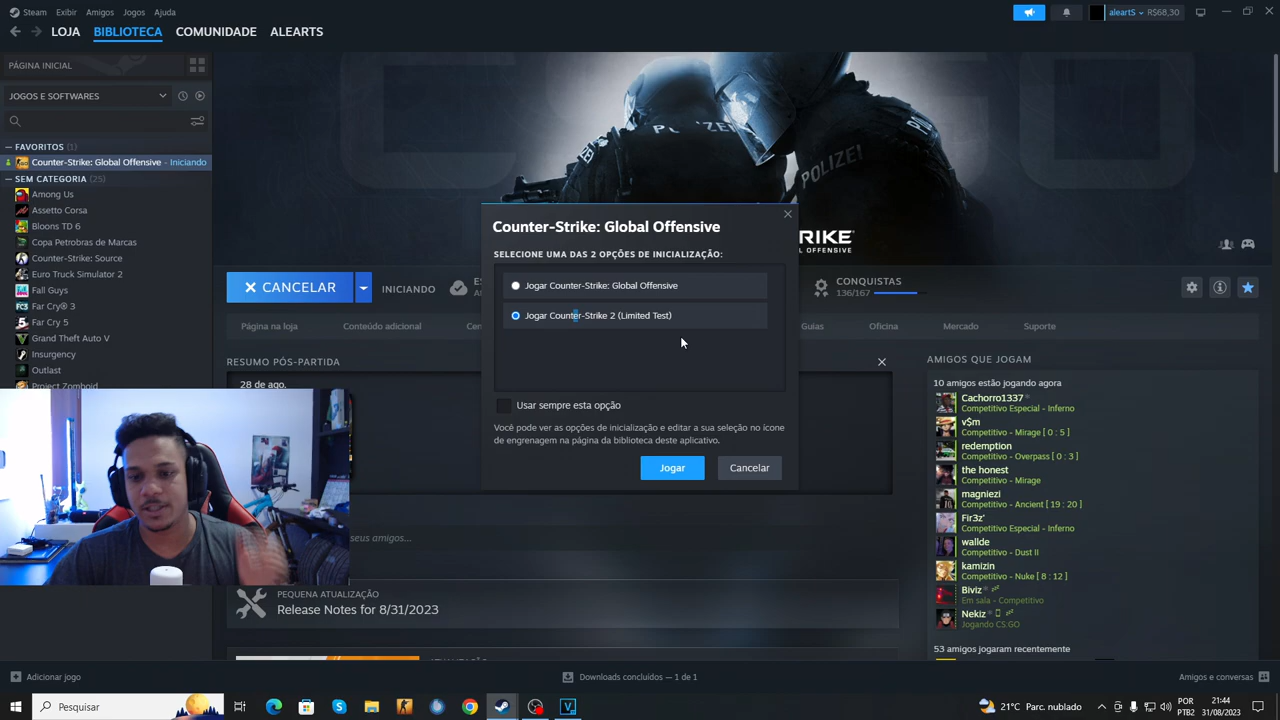 Steam Exibir Amigos Jogos Ajuda
aleartS R$68,30
LOJA BIBLIOTECA COMUNIDADE ALEARTS
PÁGINA INICIAL
JOGOS E SOFTWARES
FAVORITOS (1)
Counter-Strike: Global Offensive - Iniciando
SEM CATEGORIA (25)
Among Us
Assetto Corsa
Bloons TD 6
Copa Petrobras de Marcas
Counter-Strike: Source
Euro Truck Simulator 2
Fall Guys
Far Cry® 3
Far Cry 5
Grand Theft Auto V
Insurgency
Outlast
Project Zomboid
POLIZEI
CANCELAR
INICIANDO
CONQUISTAS
136/167
Página na loja Conteúdo adicional Guias Oficina Mercado Suporte
RESUMO PÓS-PARTIDA
28 de ago.
seus amigos...
PEQUENA ATUALIZAÇÃO
Release Notes for 8/31/2023
Counter-Strike: Global Offensive
SELECIONE UMA DAS 2 OPÇÕES DE INICIALIZAÇÃO:
Jogar Counter-Strike: Global Offensive
Jogar Counter-Strike 2 (Limited Test)
Usar sempre esta opção
Você pode ver as opções de inicialização e editar a sua seleção no ícone
de engrenagem na página da biblioteca deste aplicativo.
Jogar Cancelar
AMIGOS QUE JOGAM
10 amigos estão jogando agora
Cachorro1337
Competitivo Especial - Inferno
v$m
Competitivo - Mirage [ 0 : 5 ]
redemption
Competitivo - Overpass [ 0 : 3 ]
the honest
Competitivo - Mirage
magniezi
Competitivo - Ancient [ 19 : 20 ]
Fir3z'
Competitivo Especial - Inferno
wallde
Competitivo - Dust II
kamizin
Competitivo - Nuke [ 8 : 12 ]
Biviz
Em sala - Competitivo
Nekiz
Jogando CS:GO
53 amigos jogaram recentemente
Adicionar jogo
Downloads concluídos — 1 de 1
Amigos e conversas
Pesquisar
21°C Parc. nublado
POR
PTB2
21:44
31/08/2023